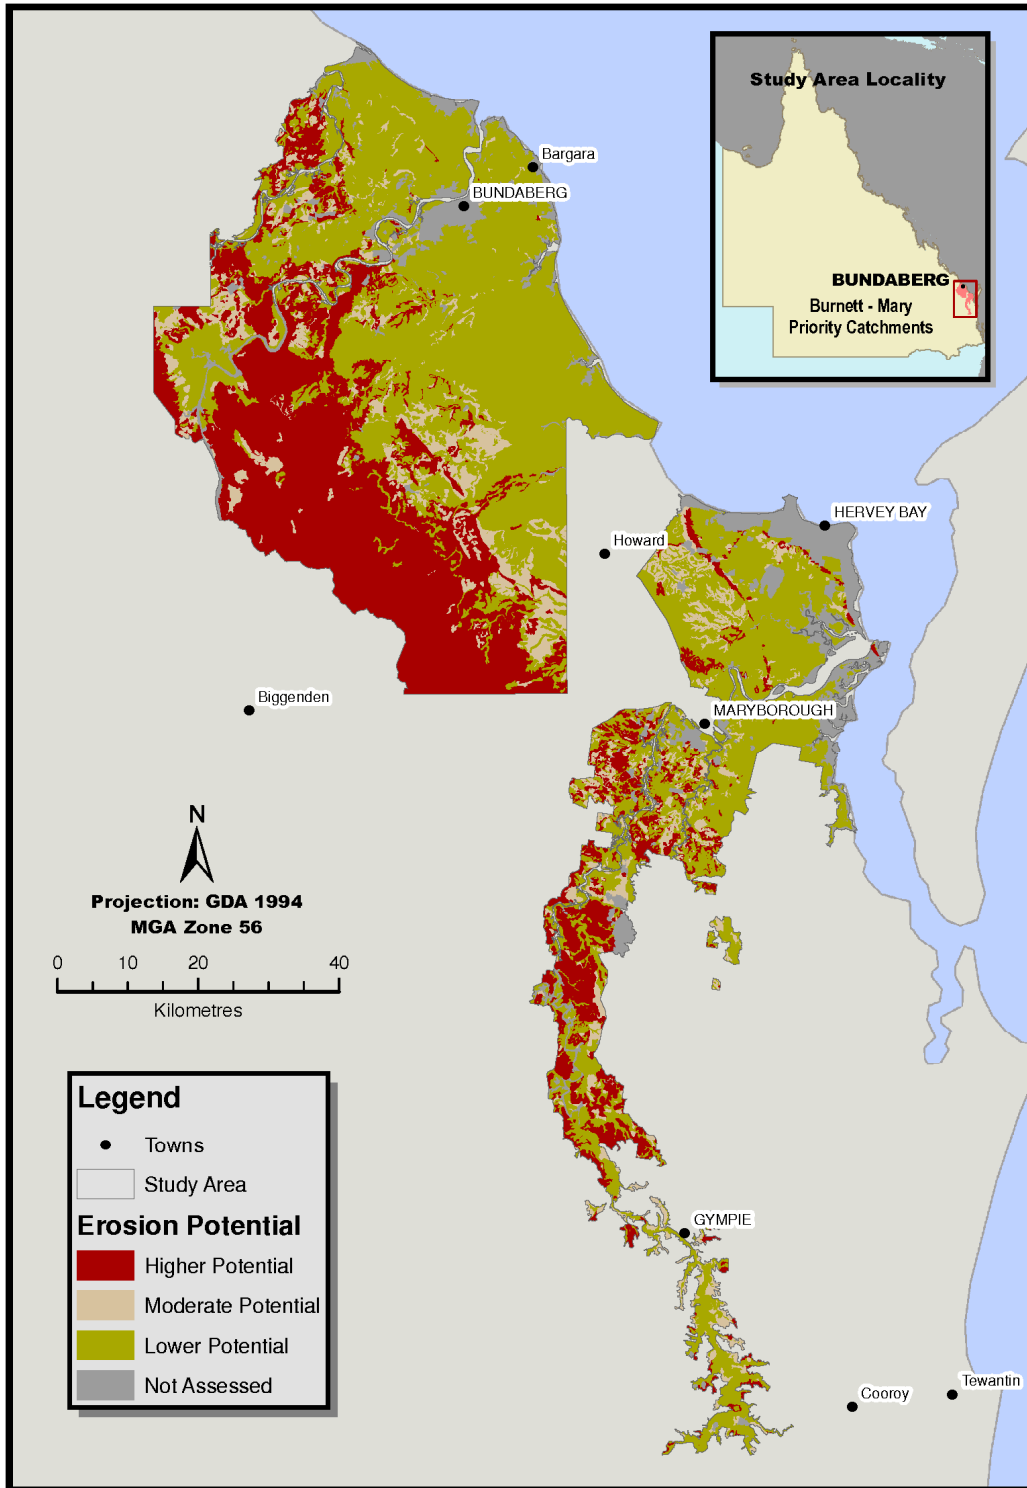 Study Area Locality
BUNDABERG
Burnett - Mary
Priority Catchments
Bargara
BUNDABERG
HERVEY BAY
Howard
Biggenden
MARYBOROUGH
N
Projection: GDA 1994
MGA Zone 56
0 10 20 40
Kilometres
Legend
Towns
Study Area
Erosion Potential
Higher Potential
Moderate Potential
Lower Potential
Not Assessed
GYMPIE
Tewantin
Cooroy